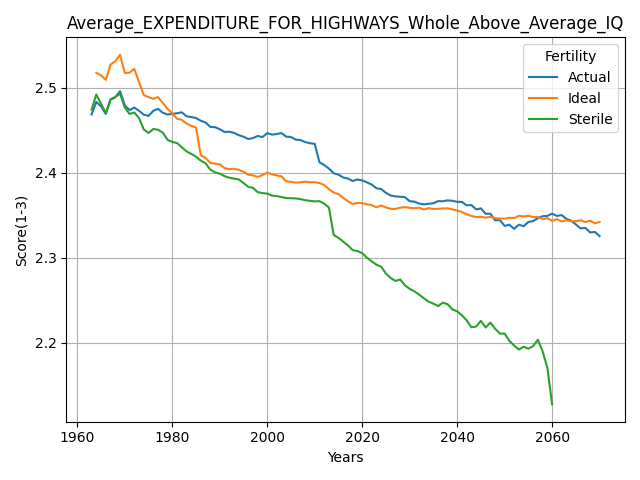 Average_EXPENDITURE_FOR_HIGHWAYS_Whole_Above_Average_IQ
Fertility
Actual
Ideal
Sterile
Score(1-3)
2.5
2.4
2.3
2.2
1960 1980 2000 2020 2040 2060
Years